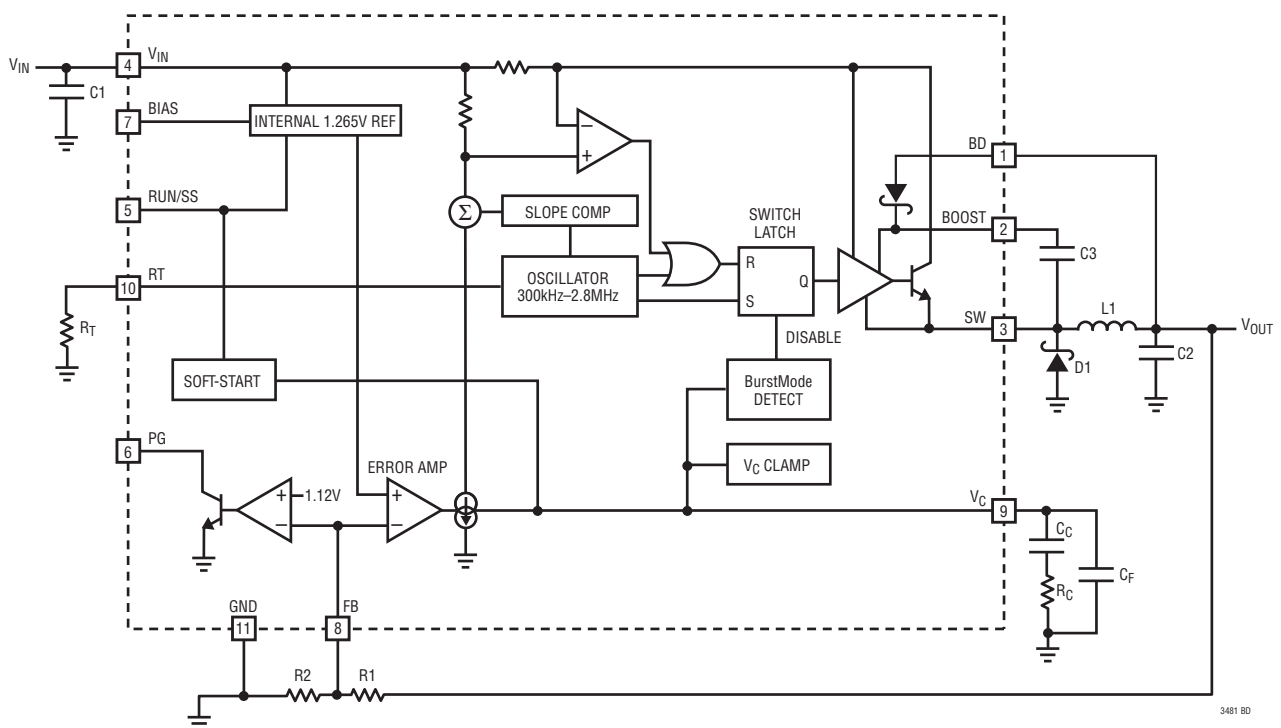 VIN
C1
4
VIN
7
BIAS
INTERNAL 1.265V REF
5
RUN/SS
10
RT
RT
SOFT-START
6
PG
+
−
1.12V
ERROR AMP
+
−
−
+
Σ
SLOPE COMP
OSCILLATOR
300kHz–2.8MHz
SWITCH
LATCH
R
S
Q
DISABLE
BurstMode
DETECT
VC CLAMP
BD
1
BOOST
2
C3
SW
3
L1
D1
C2
VOUT
VC
9
CC
RC
CF
GND
11
FB
8
R2
R1
3481 BD